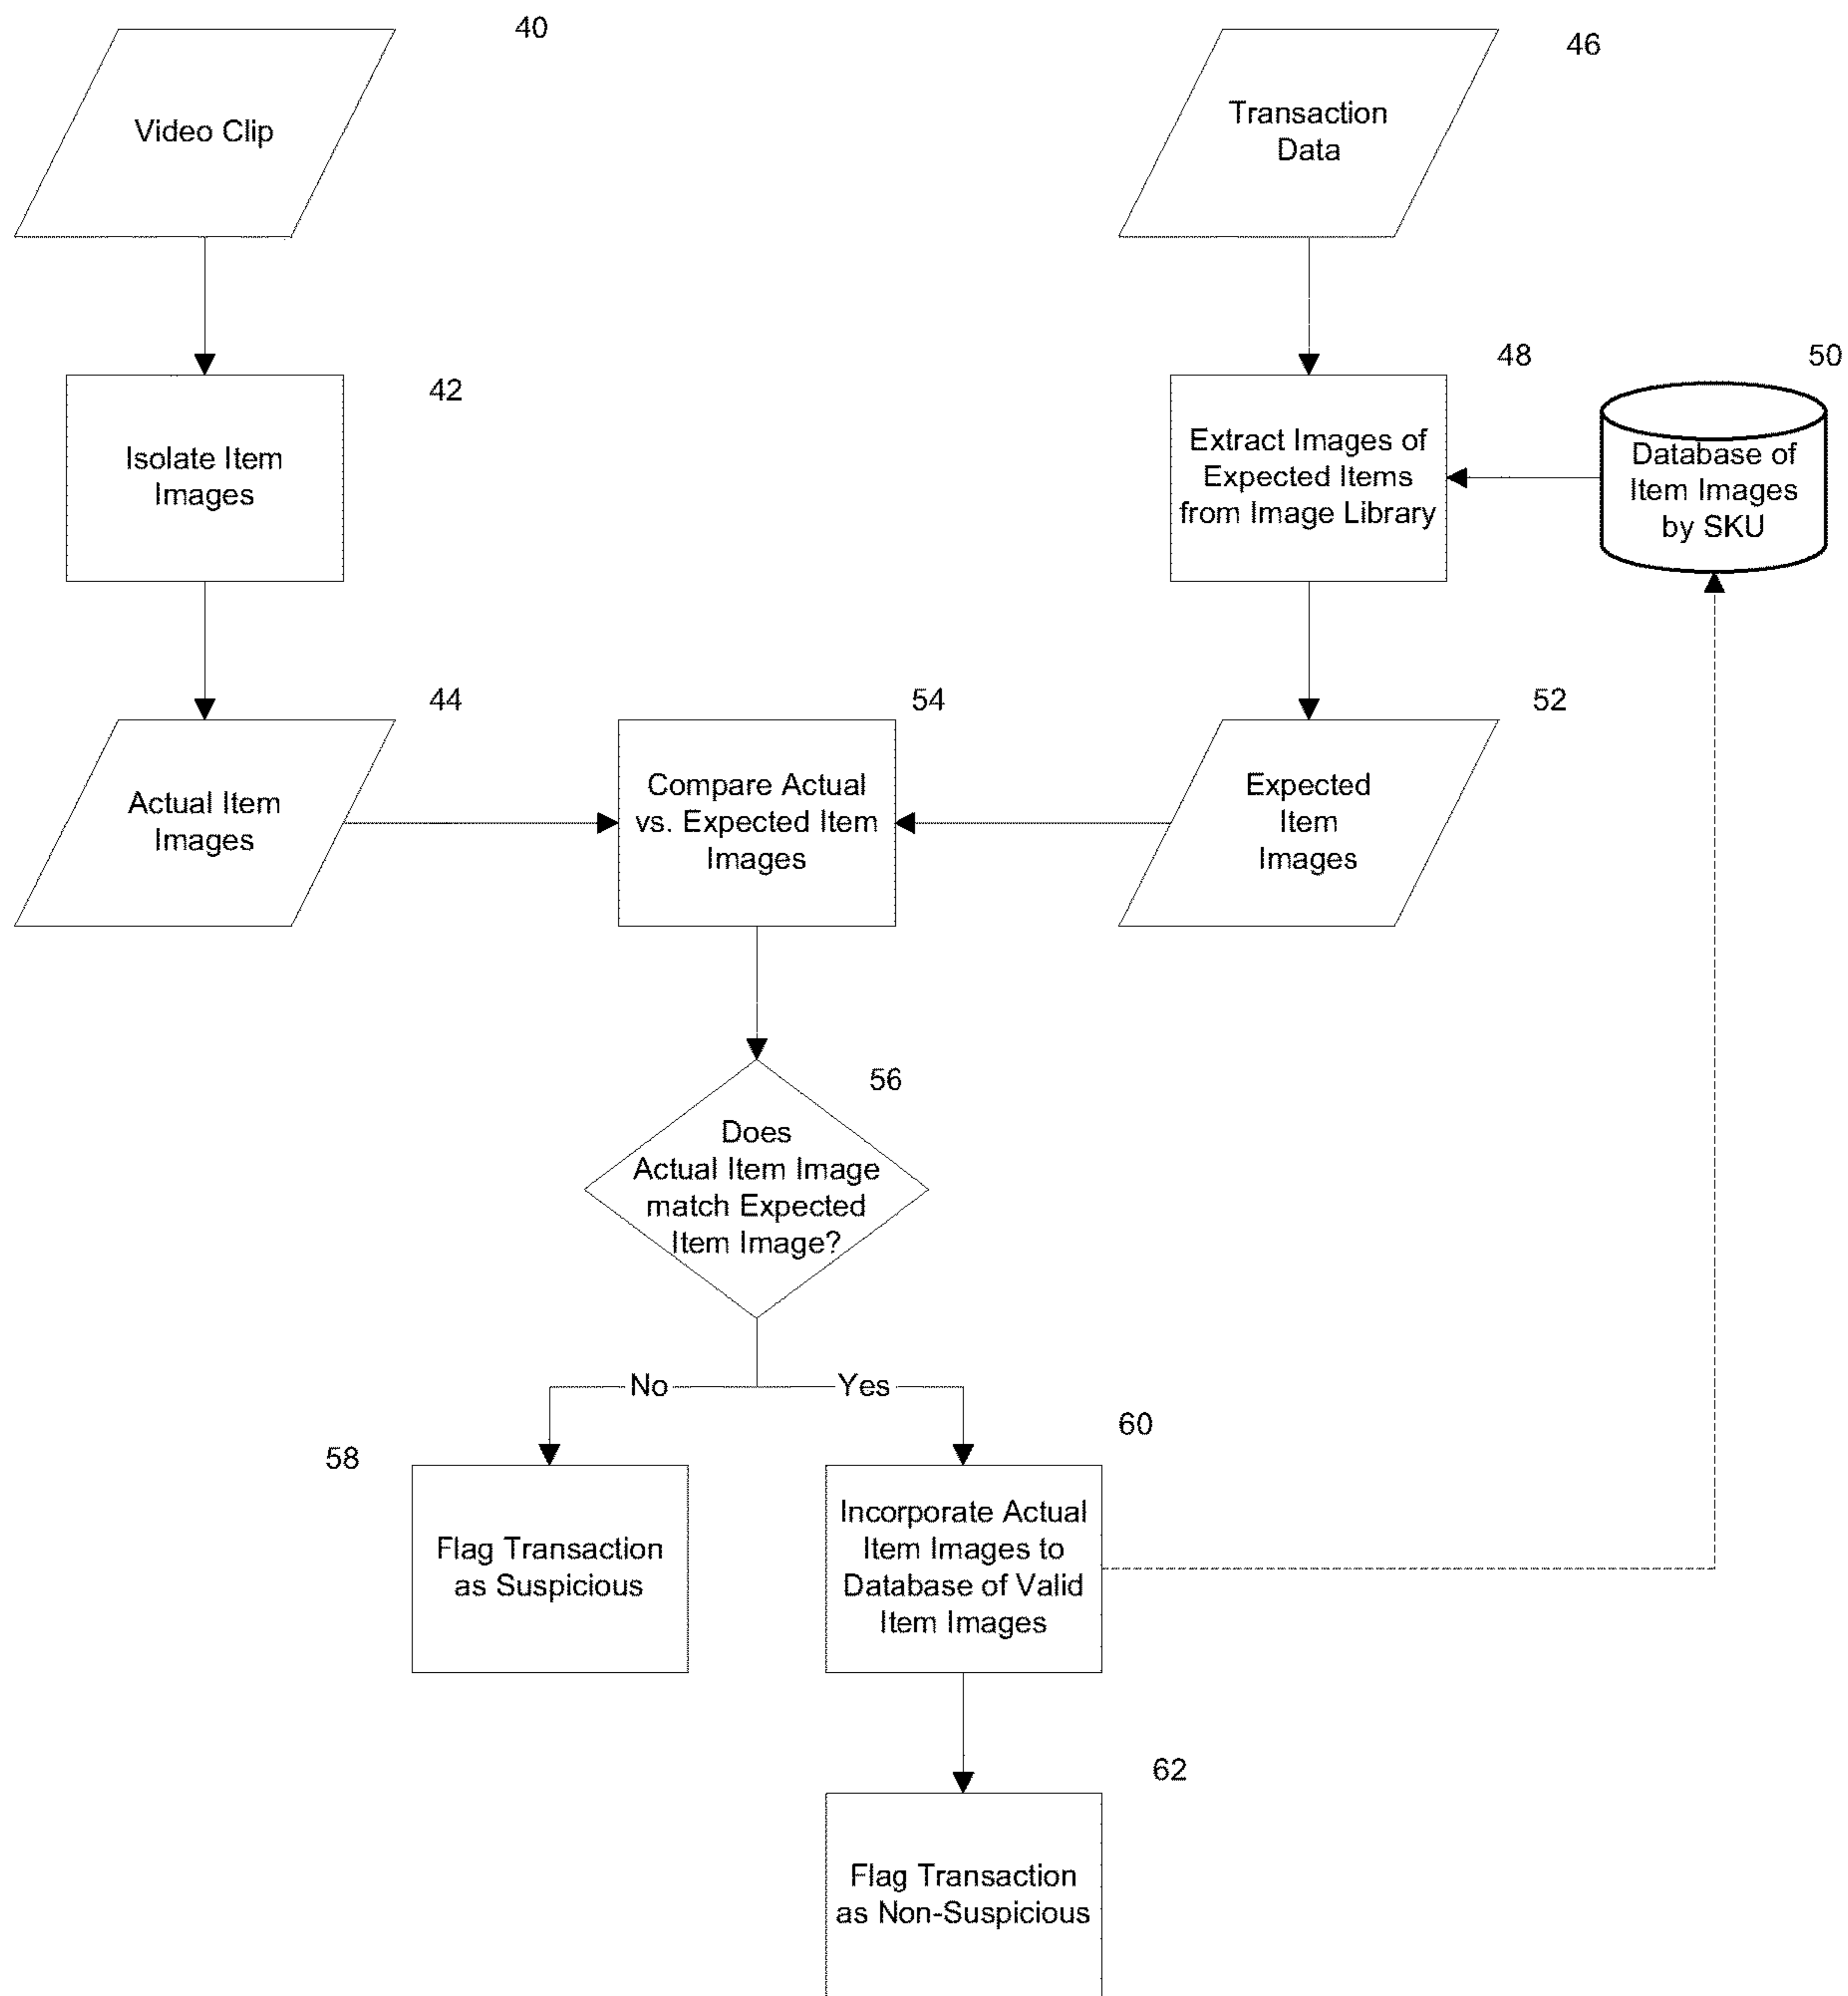 40
Video Clip
46
Transaction
Data
42
Isolate Item
Images
48
Extract Images of
Expected Items
from Image Library
50
Database of
Item Images
by SKU
44
Actual Item
Images
54
Compare Actual
vs. Expected Item
Images
52
Expected
Item
Images
56
Does
Actual Item Image
match Expected
Item Image?
No
Yes
58
Flag Transaction
as Suspicious
60
Incorporate Actual
Item Images to
Database of Valid
Item Images
62
Flag Transaction
as Non-Suspicious